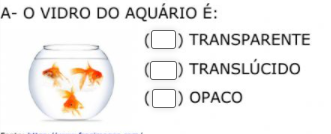 A- O VIDRO DO AQUÁRIO É:
( ) TRANSPARENTE
( ) TRANSLÚCIDO
( ) OPACO